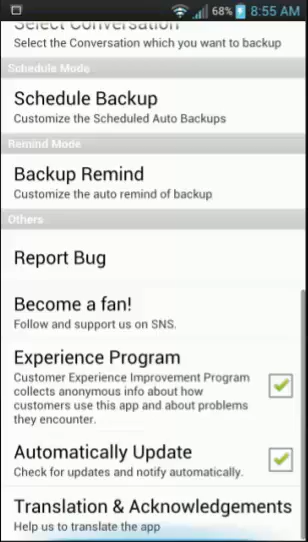 68% 8:55 AM
Select Conversation
Select the Conversation which you want to backup
Schedule Mode
Schedule Backup
Customize the Scheduled Auto Backups
Remind Mode
Backup Remind
Customize the auto remind of backup
Others
Report Bug
Become a fan!
Follow and support us on SNS.
Experience Program
Customer Experience Improvement Program
collects anonymous info about how
customers use this app and about problems
they encounter.
Automatically Update
Check for updates and notify automatically.
Translation & Acknowledgements
Help us to translate the app